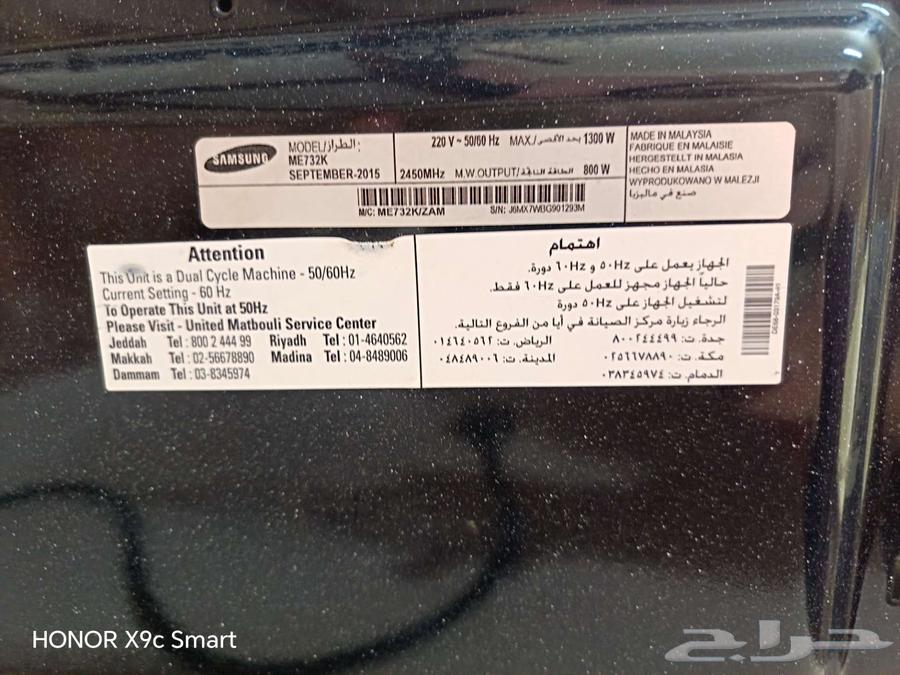 SAMSUNG
MODEL/الطراز:
ME732K
SEPTEMBER-2015
220 V ~ 50/60 Hz MAX./بحد الأقصى 1300 W
2450MHz M.W.OUTPUT/الطاقة الناتجة 800 W
M/C: ME732K/ZAM S/N: J6MX7WBG901293M
MADE IN MALAYSIA
FABRIQUE EN MALAISIE
HERGESTELLT IN MALASIA
HECHO EN MALASIA
WYPRODUKOWANO W MALEZJI
صنع في ماليزيا
Attention
This Unit is a Dual Cycle Machine - 50/60Hz
Current Setting - 60 Hz
To Operate This Unit at 50Hz
Please Visit - United Matbouli Service Center
Jeddah Tel : 800 2 444 99 Riyadh Tel : 01-4640562
Makkah Tel : 02-56678890 Madina Tel : 04-8489006
Dammam Tel : 03-8345974
اهتمام
الجهاز يعمل على ٥٠Hz و ٦٠Hz دورة.
حالياً الجهاز مجهز للعمل على ٦٠Hz فقط.
لتشغيل الجهاز على ٥٠Hz دورة
الرجاء زيارة مركز الصيانة في أيا من الفروع التالية.
جدة، ت: ٨٠٠٢٤٤٤٩٩ الرياض، ت: ٠١٤٦٤٠٥٦٢
مكة، ت: ٠٢٥٦٦٧٨٨٩٠ المدينة، ت: ٠٤٨٤٨٩٠٠٦
الدمام، ت: ٠٣٨٣٤٥٩٧٤
HONOR X9c Smart
حراج